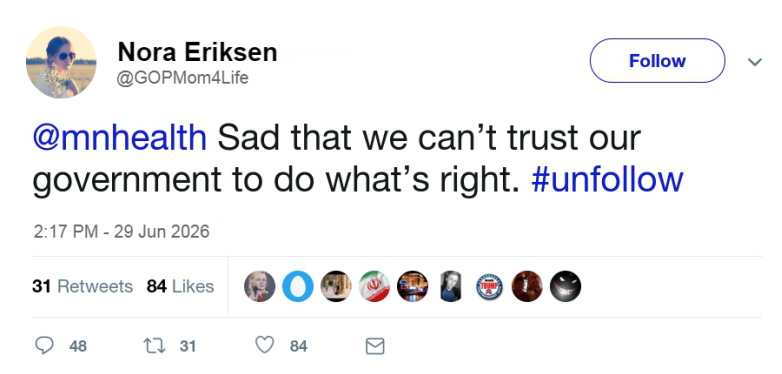 Nora Eriksen
@GOPMom4Life
Follow
@mnhealth Sad that we can’t trust our
government to do what’s right. #unfollow
2:17 PM - 29 Jun 2026
31 Retweets 84 Likes
TRUMP
48 31 84